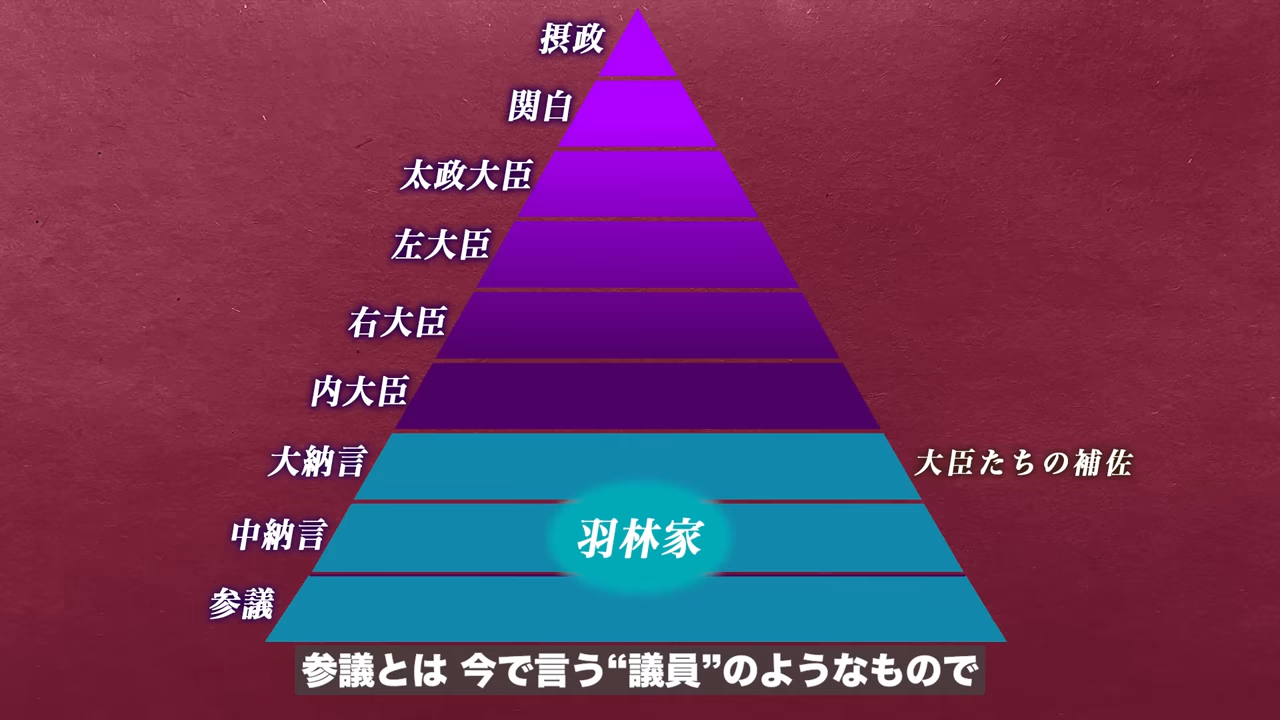 摂政
関白
太政大臣
左大臣
右大臣
内大臣
大納言
大臣たちの補佐
中納言
羽林家
参議
参議とは 今で言う“議員”のようなもので